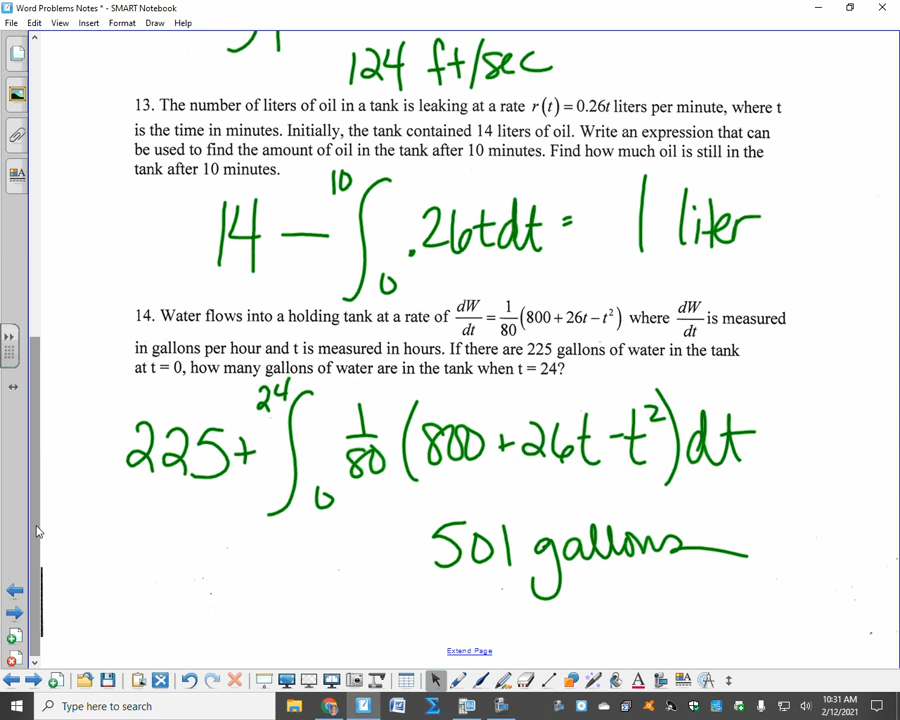 Word Problems Notes * - SMART Notebook
File Edit View Insert Format Draw Help
124 ft/sec
13. The number of liters of oil in a tank is leaking at a rate r(t) = 0.26t liters per minute, where t
is the time in minutes. Initially, the tank contained 14 liters of oil. Write an expression that can
be used to find the amount of oil in the tank after 10 minutes. Find how much oil is still in the
tank after 10 minutes.
14 — ∫₀¹⁰ .26tdt = 1 liter
14. Water flows into a holding tank at a rate of dW/dt = 1/80 (800 + 26t − t²) where dW/dt is measured
in gallons per hour and t is measured in hours. If there are 225 gallons of water in the tank
at t = 0, how many gallons of water are in the tank when t = 24?
225 + ∫₀²⁴ 1/80 (800 + 26t - t²) dt
501 gallons
Extend Page
Type here to search
10:31 AM
2/12/2021